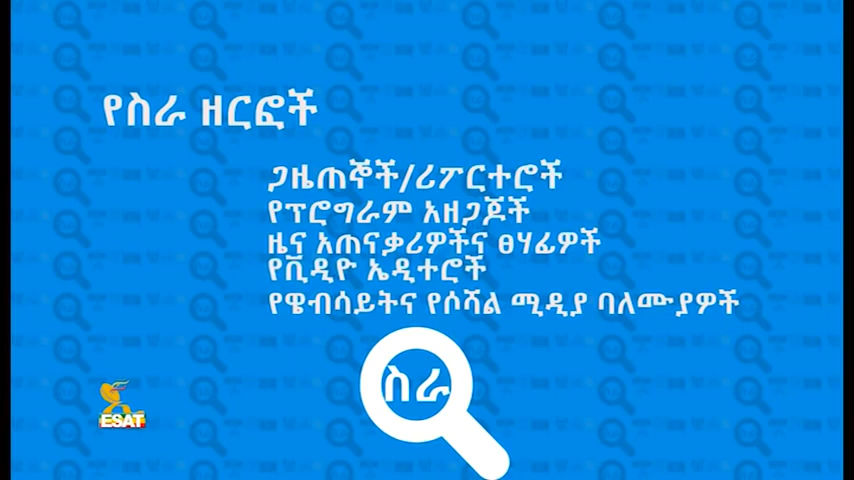 የስራ ዘርፎች
ጋዜጠኞች/ሪፖርተሮች
የፕሮግራም አዘጋጆች
ዜና አጠናቃሪዎችና ፀሃፊዎች
የቪዲዮ ኤዲተሮች
የዌብሳይትና የሶሻል ሚዲያ ባለሙያዎች
ስራ
ESAT